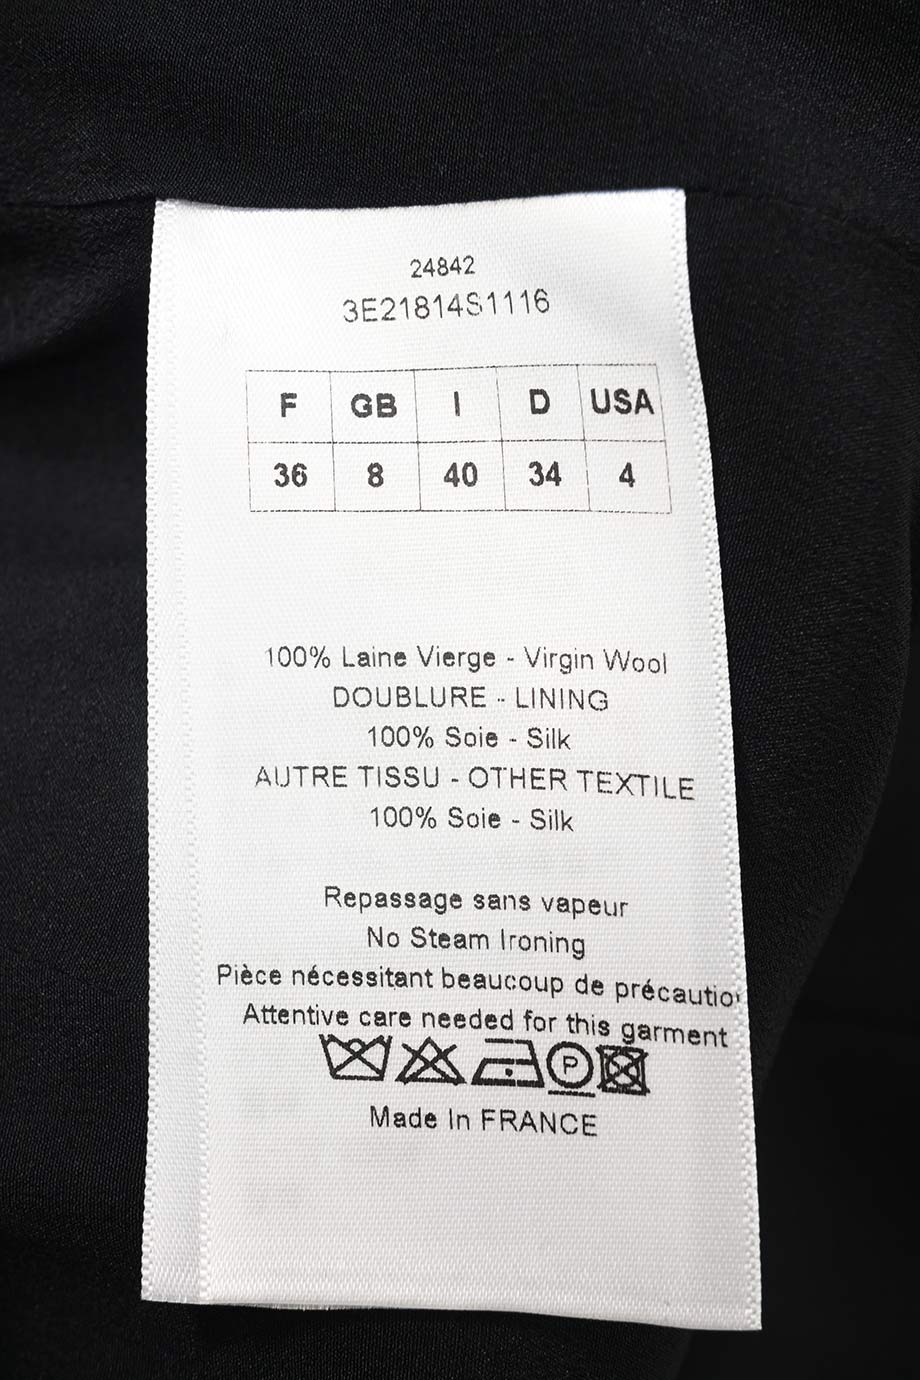 24842
3E21814S1116
F GB I D USA
36 8 40 34 4
100% Laine Vierge - Virgin Wool
DOUBLURE - LINING
100% Soie - Silk
AUTRE TISSU - OTHER TEXTILE
100% Soie - Silk
Repassage sans vapeur
No Steam Ironing
Pièce nécessitant beaucoup de précautio
Attentive care needed for this garment
P
Made In FRANCE